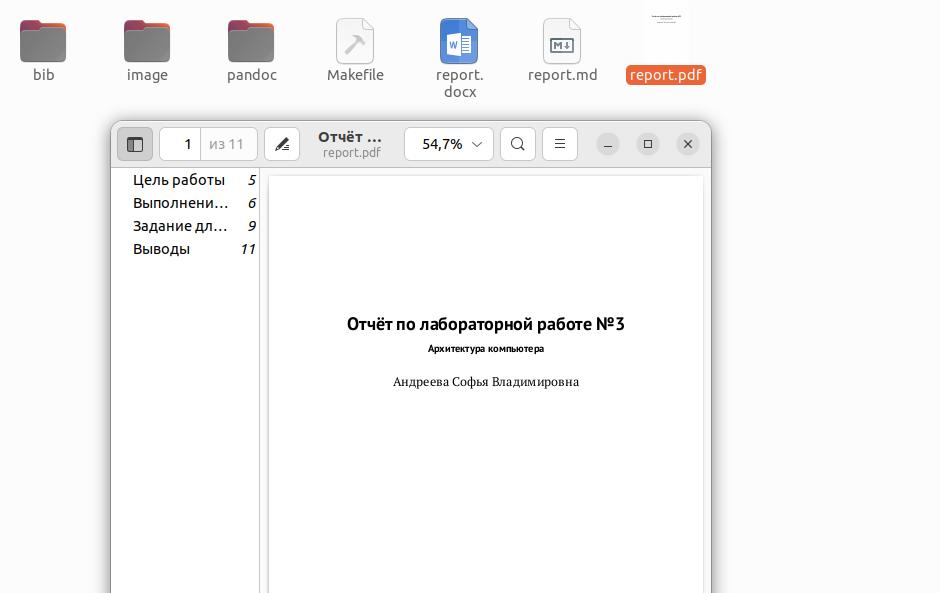 bib
image
pandoc
Makefile
report.
docx
report.md
report.pdf
1 из 11
Отчёт ...
report.pdf
54,7%
Цель работы 5
Выполнени... 6
Задание дл... 9
Выводы 11
Отчёт по лабораторной работе №3
Архитектура компьютера
Андреева Софья Владимировна